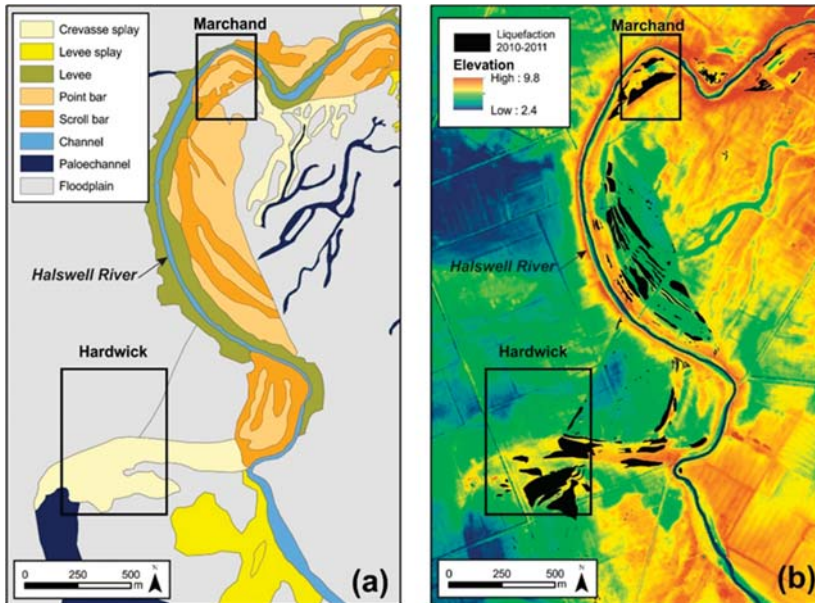 Crevasse splay
Levee splay
Levee
Point bar
Scroll bar
Channel
Paloechannel
Floodplain
Marchand
Halswell River
Hardwick
0 250 500
m
N
(a)
Liquefaction
2010-2011
Elevation
High : 9.8
Low : 2.4
Marchand
Halswell River
Hardwick
0 250 500
m
N
(b)